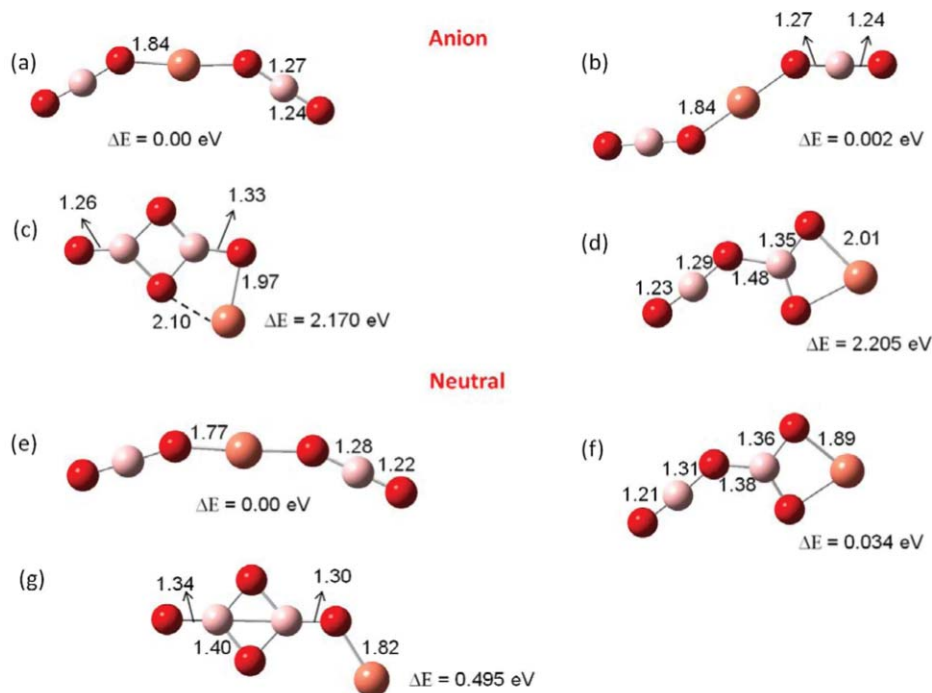 Anion
(a)
1.84
1.27
1.24
ΔE = 0.00 eV
(b)
1.27 1.24
1.84
ΔE = 0.002 eV
(c)
1.26
1.33
1.97
2.10
ΔE = 2.170 eV
(d)
1.23
1.29
1.48
1.35
2.01
ΔE = 2.205 eV
Neutral
(e)
1.77
1.28
1.22
ΔE = 0.00 eV
(f)
1.21
1.31
1.38
1.36
1.89
ΔE = 0.034 eV
(g)
1.34
1.30
1.40
1.82
ΔE = 0.495 eV